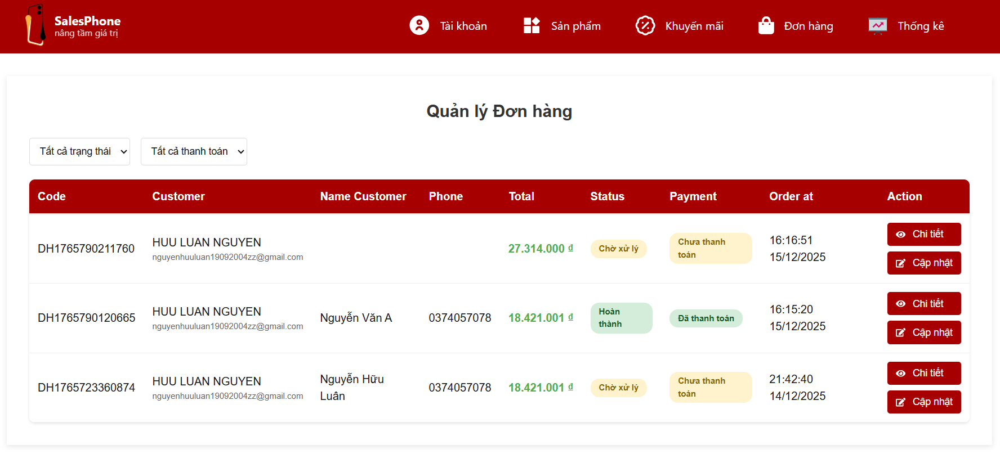 SalesPhone
nâng tầm giá trị
Tài khoản
Sản phẩm
Khuyến mãi
Đơn hàng
Thống kê
Quản lý Đơn hàng
Tất cả trạng thái
Tất cả thanh toán
Code Customer Name Customer Phone Total Status Payment Order at Action
DH1765790211760
HUU LUAN NGUYEN
nguyenhuuluan19092004zz@gmail.com
27.314.000 ₫
Chờ xử lý
Chưa thanh
toán
16:16:51
15/12/2025
Chi tiết
Cập nhật
DH1765790120665
HUU LUAN NGUYEN
nguyenhuuluan19092004zz@gmail.com
Nguyễn Văn A
0374057078
18.421.001 ₫
Hoàn
thành
Đã thanh toán
16:15:20
15/12/2025
Chi tiết
Cập nhật
DH1765723360874
HUU LUAN NGUYEN
nguyenhuuluan19092004zz@gmail.com
Nguyễn Hữu
Luân
0374057078
18.421.001 ₫
Chờ xử lý
Chưa thanh
toán
21:42:40
14/12/2025
Chi tiết
Cập nhật